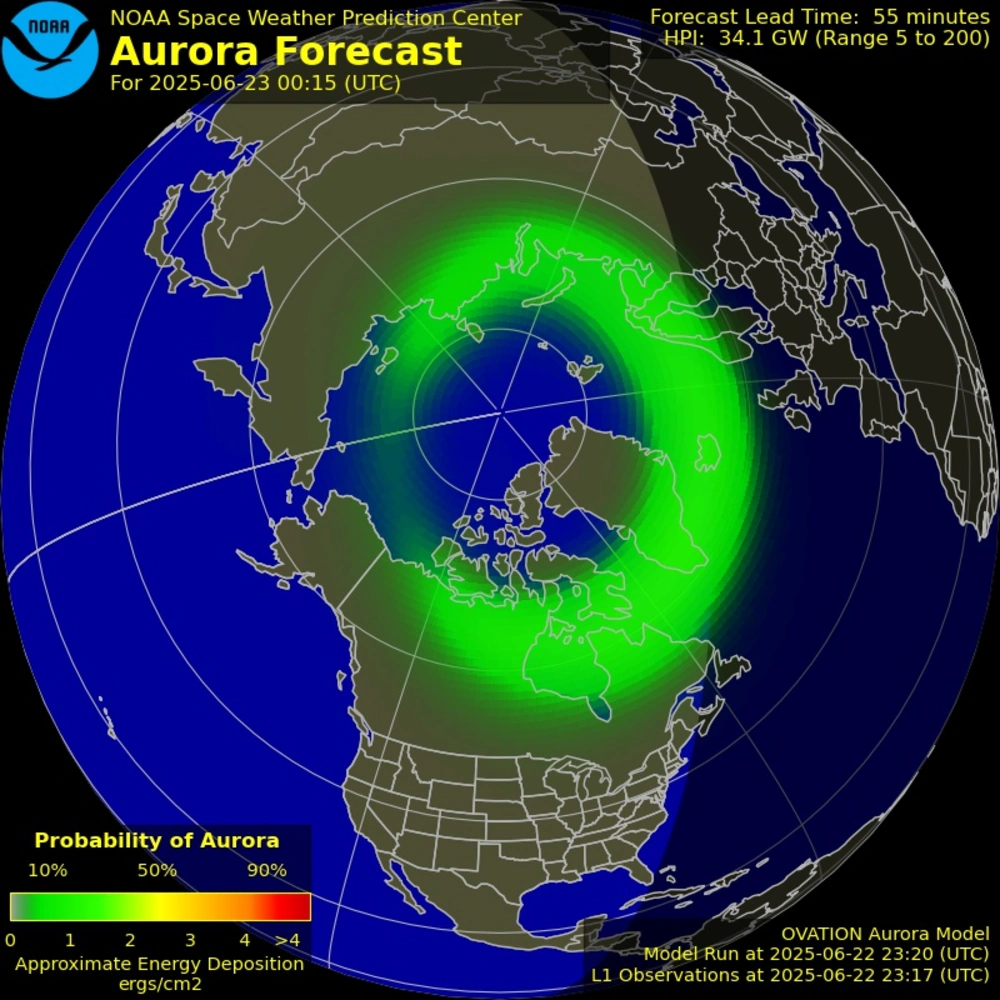 NOAA
NOAA Space Weather Prediction Center
Aurora Forecast
For 2025-06-23 00:15 (UTC)
Forecast Lead Time: 55 minutes
HPI: 34.1 GW (Range 5 to 200)
Probability of Aurora
10% 50% 90%
0 1 2 3 4 >4
Approximate Energy Deposition
ergs/cm2
OVATION Aurora Model
Model Run at 2025-06-22 23:20 (UTC)
L1 Observations at 2025-06-22 23:17 (UTC)